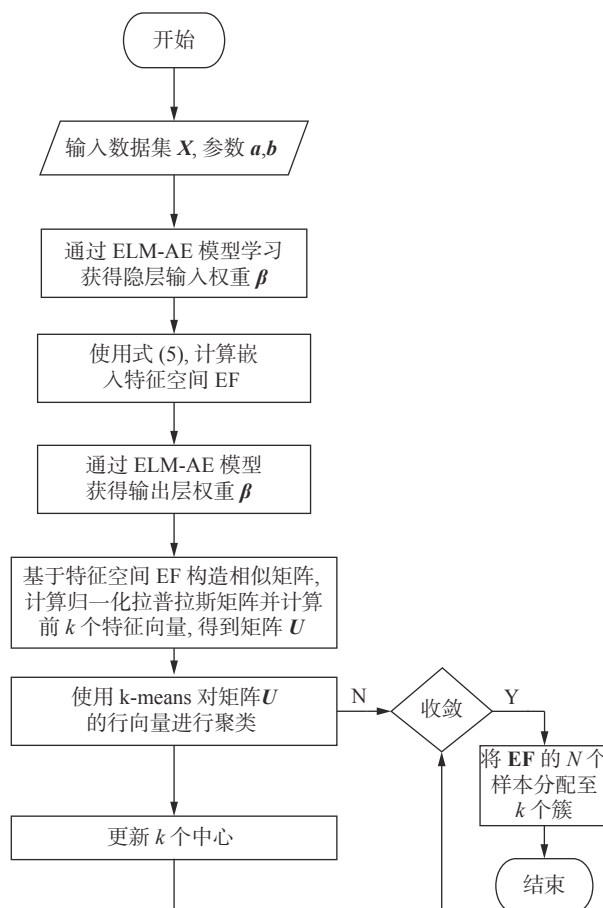 开始
输入数据集 X, 参数 a,b
通过 ELM-AE 模型学习
获得隐层输入权重 β
使用式 (5), 计算嵌
入特征空间 EF
通过 ELM-AE 模型
获得输出层权重 β
基于特征空间 EF 构造相似矩阵,
计算归一化拉普拉斯矩阵并计算
前 k 个特征向量, 得到矩阵 U
使用 k-means 对矩阵U
的行向量进行聚类
N
收敛
Y
将 EF 的 N 个
样本分配至
k 个簇
更新 k 个中心
结束